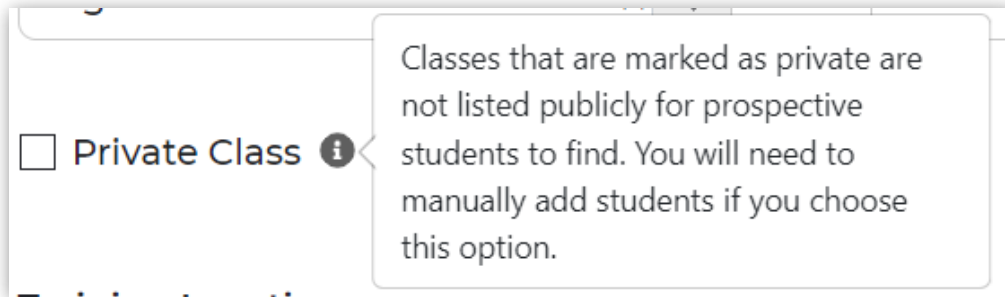 Private Class
Classes that are marked as private are
not listed publicly for prospective
students to find. You will need to
manually add students if you choose
this option.